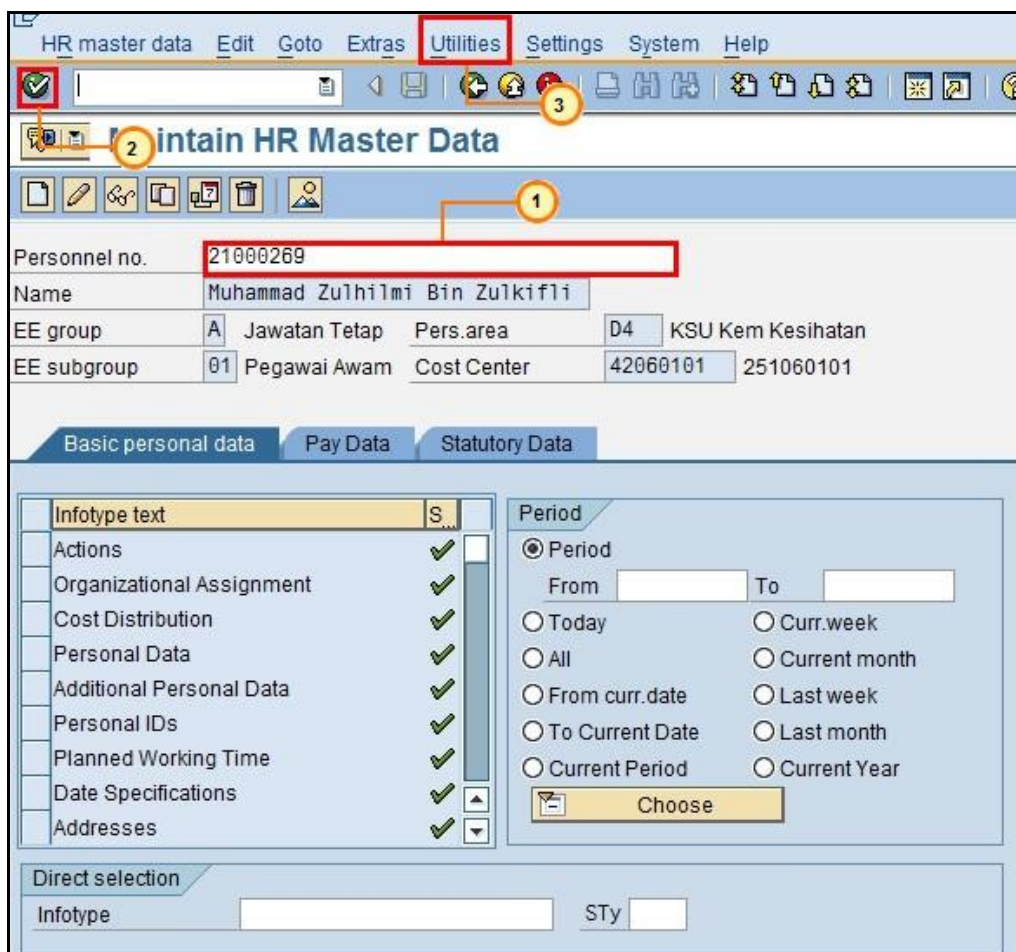 HR master data Edit Goto Extras Utilities Settings System Help
3
2
intain HR Master Data
1
Personnel no. 21000269
Name Muhammad Zulhilmi Bin Zulkifli
EE group A Jawatan Tetap Pers.area D4 KSU Kem Kesihatan
EE subgroup 01 Pegawai Awam Cost Center 42060101 251060101
Basic personal data Pay Data Statutory Data
Infotype text S..
Actions
Organizational Assignment
Cost Distribution
Personal Data
Additional Personal Data
Personal IDs
Planned Working Time
Date Specifications
Addresses
Period
Period
From To
Today Curr.week
All Current month
From curr.date Last week
To Current Date Last month
Current Period Current Year
Choose
Direct selection
Infotype STy